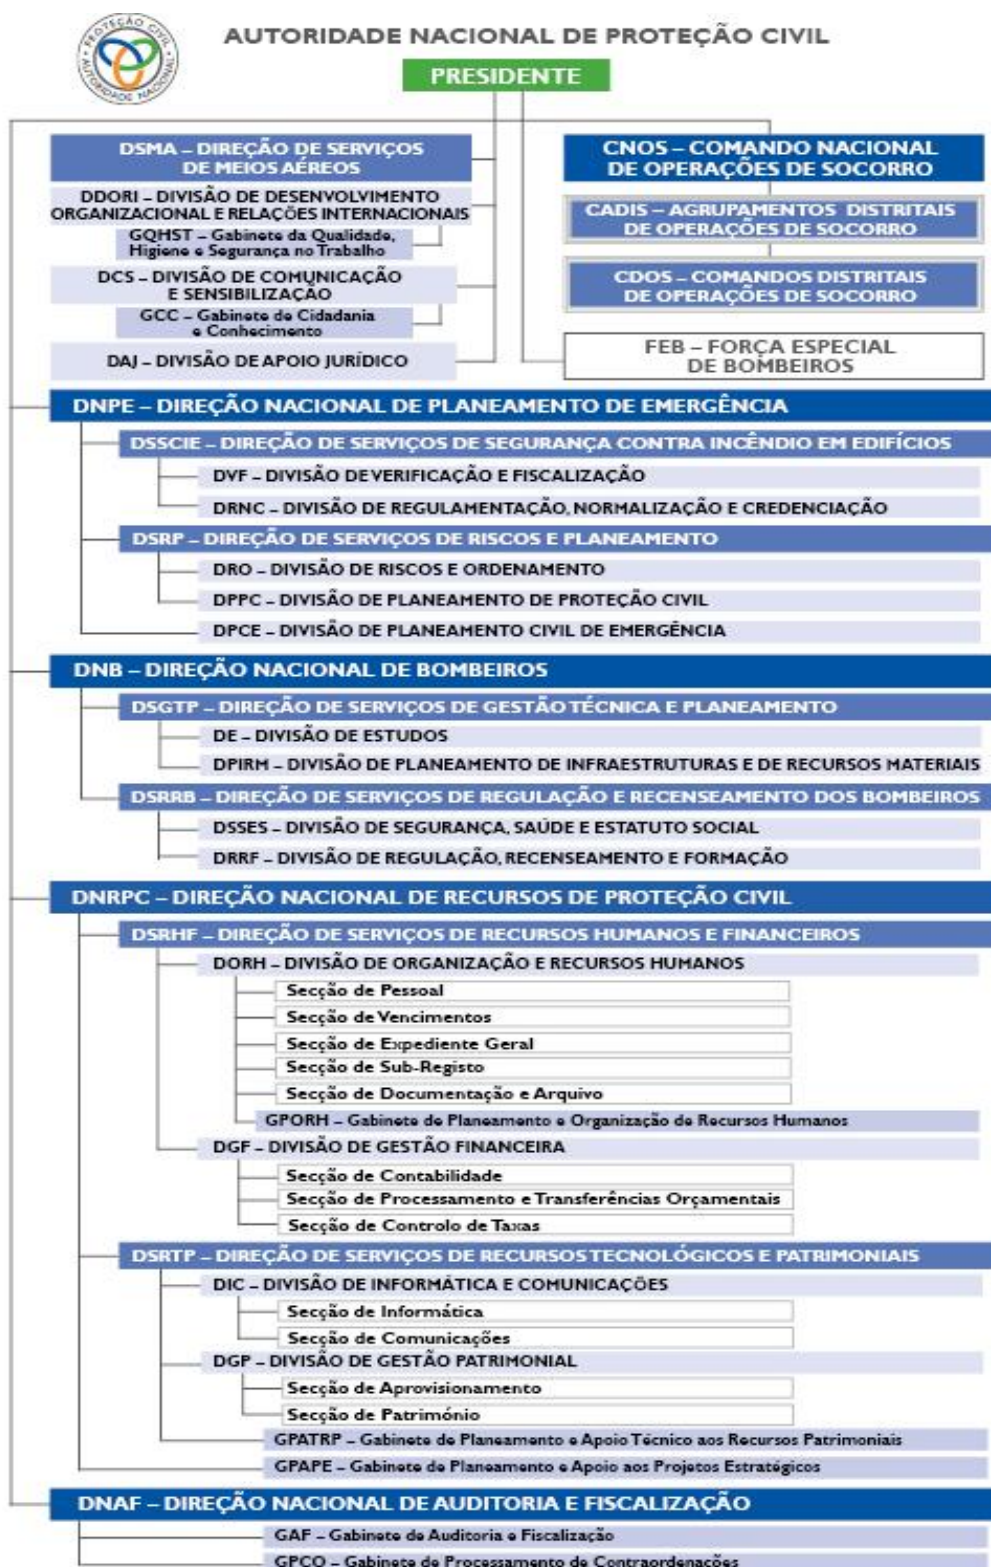 PROTEÇÃO CIVIL
AUTORIDADE NACIONAL
AUTORIDADE NACIONAL DE PROTEÇÃO CIVIL
PRESIDENTE
DSMA – DIREÇÃO DE SERVIÇOS
DE MEIOS AÉREOS
DDORI – DIVISÃO DE DESENVOLVIMENTO
ORGANIZACIONAL E RELAÇÕES INTERNACIONAIS
GQHST – Gabinete da Qualidade,
Higiene e Segurança no Trabalho
DCS – DIVISÃO DE COMUNICAÇÃO
E SENSIBILIZAÇÃO
GCC – Gabinete de Cidadania
e Conhecimento
DAJ – DIVISÃO DE APOIO JURÍDICO
CNOS – COMANDO NACIONAL
DE OPERAÇÕES DE SOCORRO
CADIS – AGRUPAMENTOS DISTRITAIS
DE OPERAÇÕES DE SOCORRO
CDOS – COMANDOS DISTRITAIS
DE OPERAÇÕES DE SOCORRO
FEB – FORÇA ESPECIAL
DE BOMBEIROS
DNPE – DIREÇÃO NACIONAL DE PLANEAMENTO DE EMERGÊNCIA
DSSCIE – DIREÇÃO DE SERVIÇOS DE SEGURANÇA CONTRA INCÊNDIO EM EDIFÍCIOS
DVF – DIVISÃO DE VERIFICAÇÃO E FISCALIZAÇÃO
DRNC – DIVISÃO DE REGULAMENTAÇÃO, NORMALIZAÇÃO E CREDENCIAÇÃO
DSRP – DIREÇÃO DE SERVIÇOS DE RISCOS E PLANEAMENTO
DRO – DIVISÃO DE RISCOS E ORDENAMENTO
DPPC – DIVISÃO DE PLANEAMENTO DE PROTEÇÃO CIVIL
DPCE – DIVISÃO DE PLANEAMENTO CIVIL DE EMERGÊNCIA
DNB – DIREÇÃO NACIONAL DE BOMBEIROS
DSGTP – DIREÇÃO DE SERVIÇOS DE GESTÃO TÉCNICA E PLANEAMENTO
DE – DIVISÃO DE ESTUDOS
DPIRM – DIVISÃO DE PLANEAMENTO DE INFRAESTRUTURAS E DE RECURSOS MATERIAIS
DSRRB – DIREÇÃO DE SERVIÇOS DE REGULAÇÃO E RECENSEAMENTO DOS BOMBEIROS
DSSES – DIVISÃO DE SEGURANÇA, SAÚDE E ESTATUTO SOCIAL
DRRF – DIVISÃO DE REGULAÇÃO, RECENSEAMENTO E FORMAÇÃO
DNRPC – DIREÇÃO NACIONAL DE RECURSOS DE PROTEÇÃO CIVIL
DSRHF – DIREÇÃO DE SERVIÇOS DE RECURSOS HUMANOS E FINANCEIROS
DORH – DIVISÃO DE ORGANIZAÇÃO E RECURSOS HUMANOS
Secção de Pessoal
Secção de Vencimentos
Secção de Expediente Geral
Secção de Sub-Registo
Secção de Documentação e Arquivo
GPORH – Gabinete de Planeamento e Organização de Recursos Humanos
DGF – DIVISÃO DE GESTÃO FINANCEIRA
Secção de Contabilidade
Secção de Processamento e Transferências Orçamentais
Secção de Controlo de Taxas
DSRTP – DIREÇÃO DE SERVIÇOS DE RECURSOS TECNOLÓGICOS E PATRIMONIAIS
DIC – DIVISÃO DE INFORMÁTICA E COMUNICAÇÕES
Secção de Informática
Secção de Comunicações
DGP – DIVISÃO DE GESTÃO PATRIMONIAL
Secção de Aprovisionamento
Secção de Património
GPATRP – Gabinete de Planeamento e Apoio Técnico aos Recursos Patrimoniais
GPAPE – Gabinete de Planeamento e Apoio aos Projetos Estratégicos
DNAF – DIREÇÃO NACIONAL DE AUDITORIA E FISCALIZAÇÃO
GAF – Gabinete de Auditoria e Fiscalização
GPCO – Gabinete de Processamento de Contraordenações